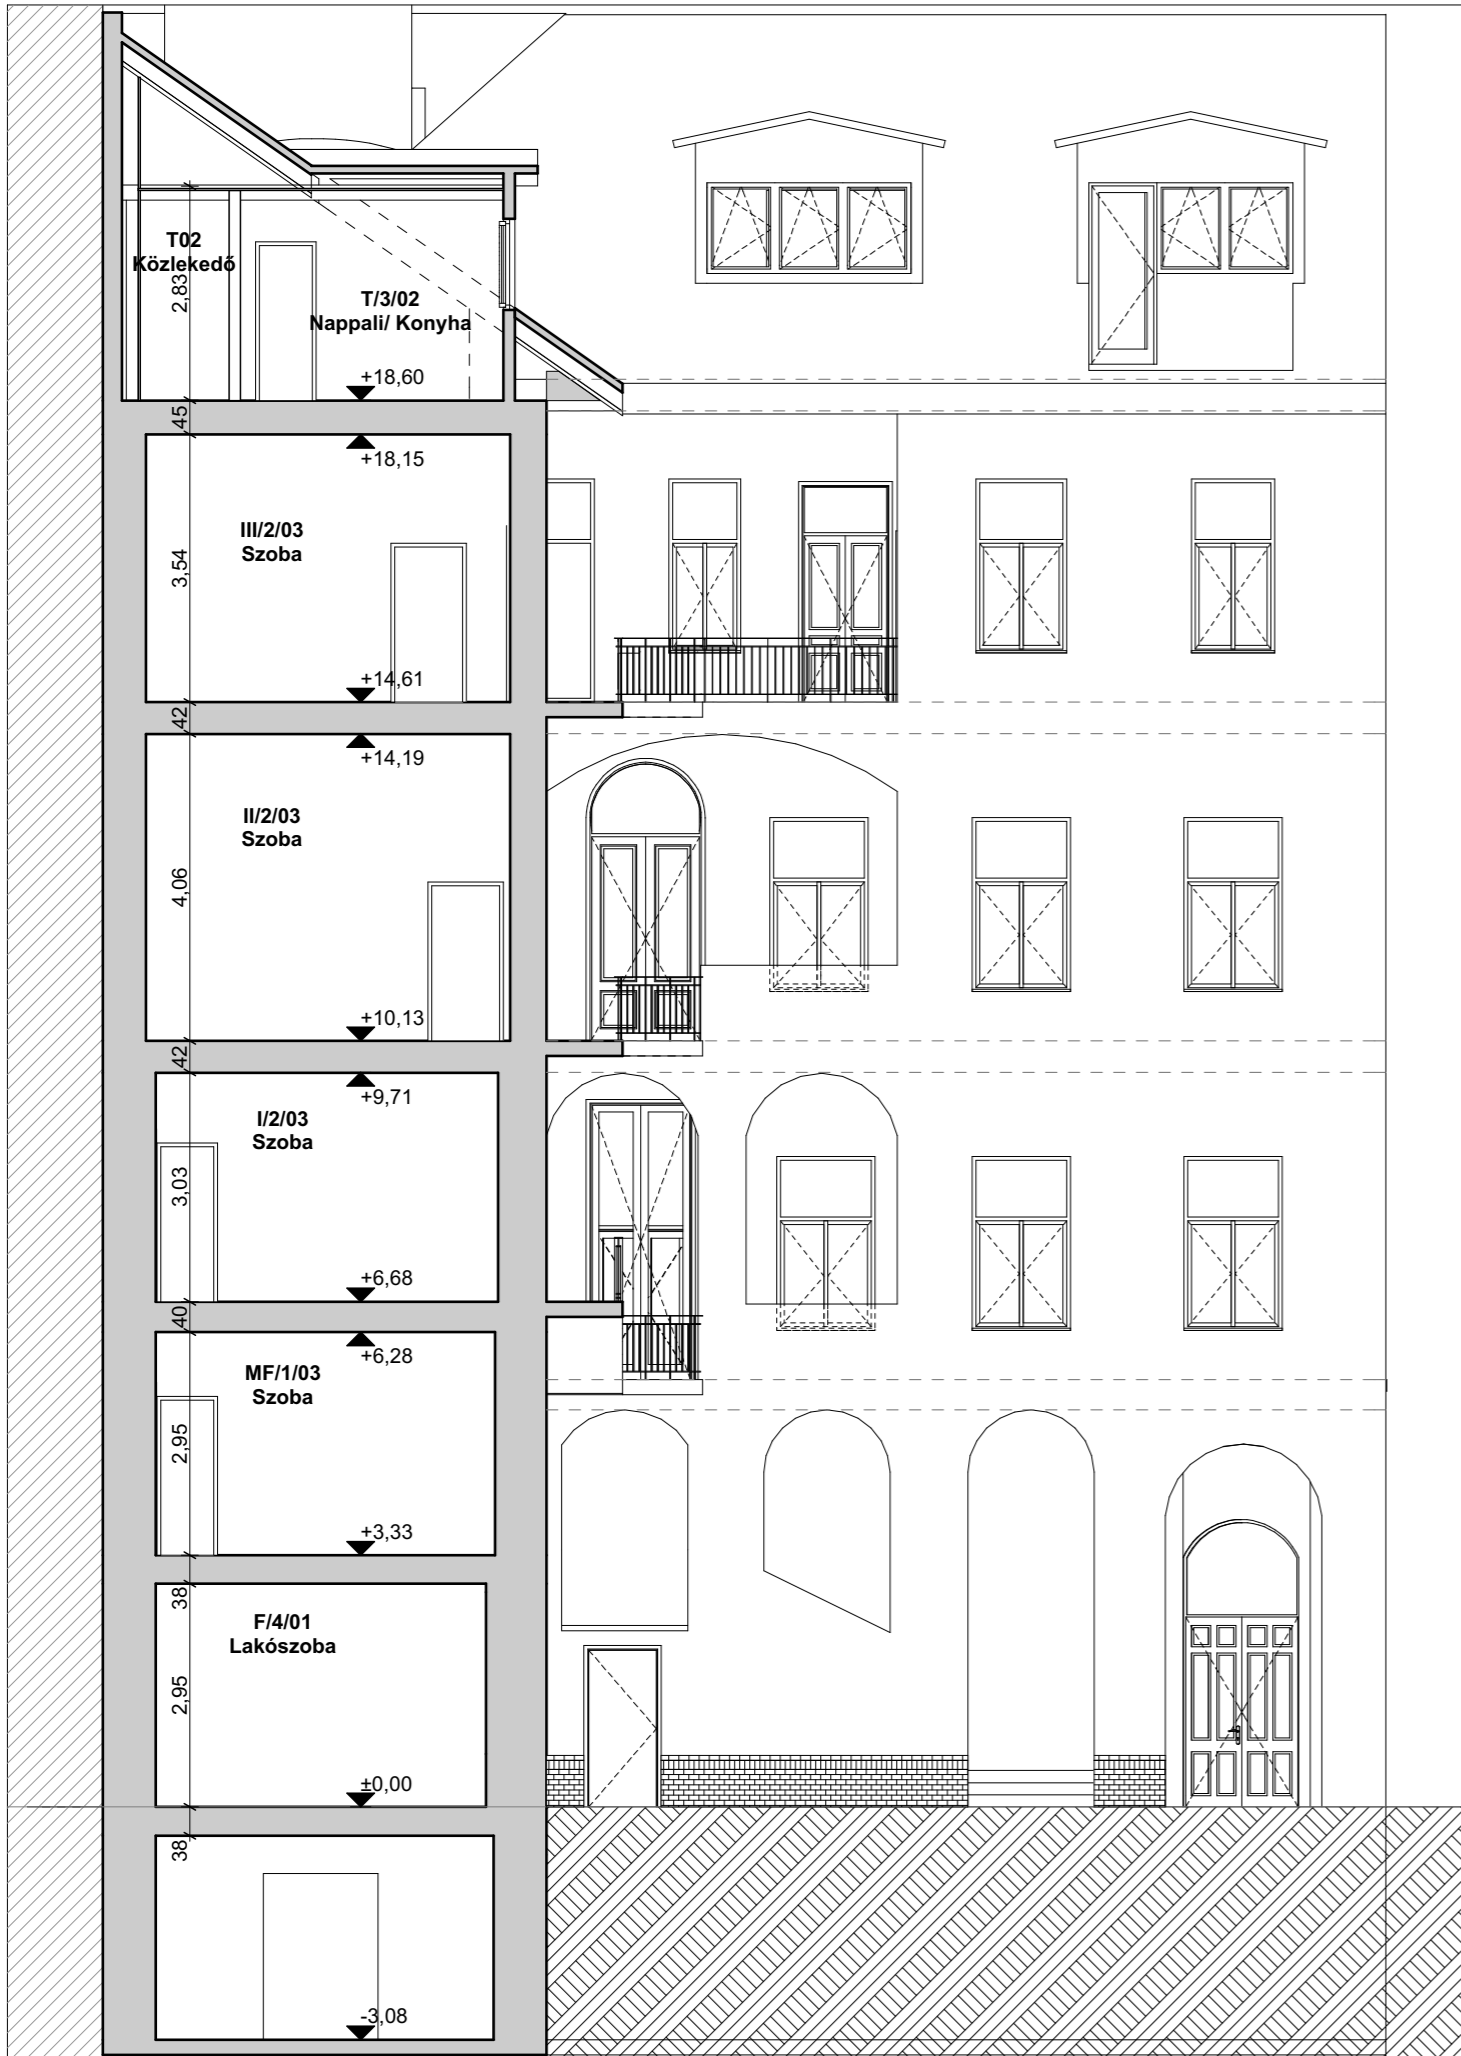 T02
Közlekedő
2,83
T/3/02
Nappali/ Konyha
+18,60
45
+18,15
III/2/03
Szoba
3,54
+14,61
42
+14,19
II/2/03
Szoba
4,06
+10,13
42
+9,71
I/2/03
Szoba
3,03
+6,68
40
+6,28
MF/1/03
Szoba
2,95
+3,33
38
F/4/01
Lakószoba
2,95
±0,00
38
-3,08